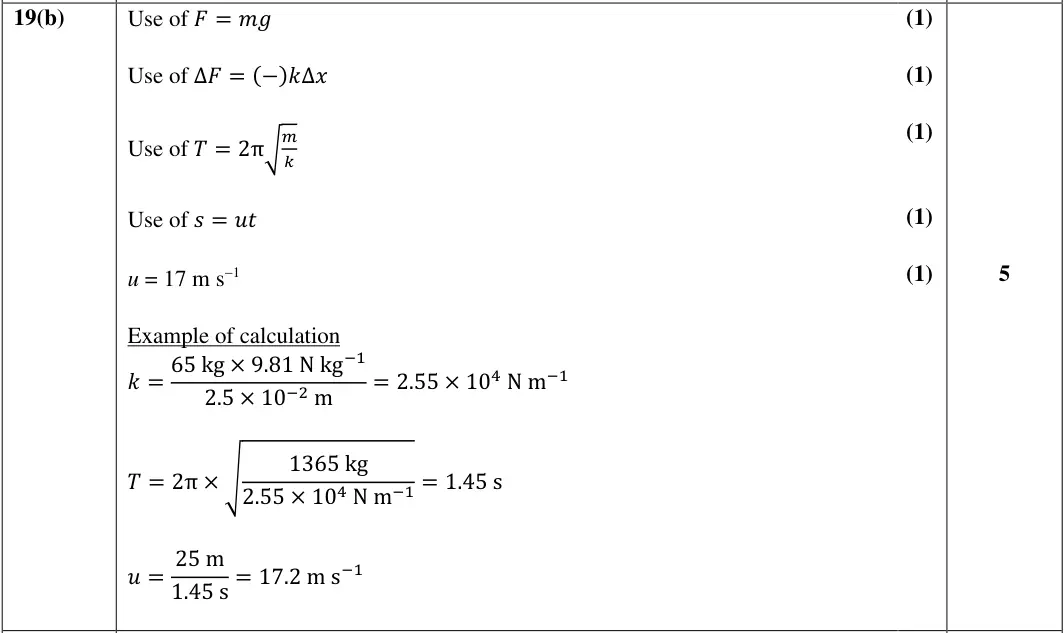 19(b) Use of 𝐹 = 𝑚𝑔 (1)
Use of ∆𝐹 = (−)𝑘∆𝑥 (1)
Use of 𝑇 = 2π√(𝑚/𝑘) (1)
Use of 𝑠 = 𝑢𝑡 (1)
u = 17 m s⁻¹ (1) 5
Example of calculation
𝑘 = (65 kg × 9.81 N kg⁻¹)/(2.5 × 10⁻² m) = 2.55 × 10⁴ N m⁻¹
𝑇 = 2π × √(1365 kg/(2.55 × 10⁴ N m⁻¹)) = 1.45 s
𝑢 = (25 m)/(1.45 s) = 17.2 m s⁻¹